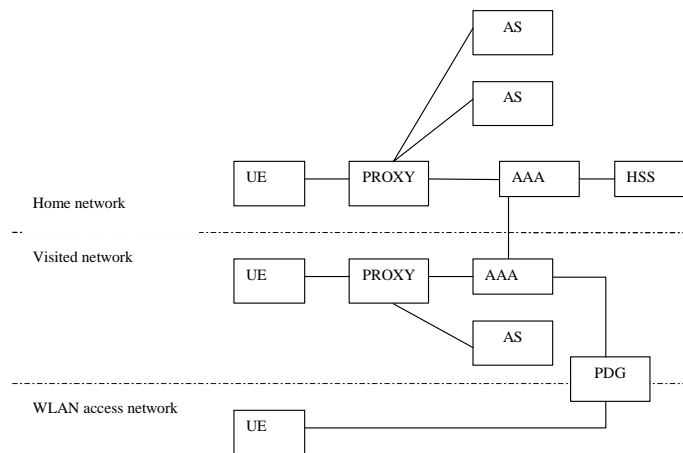 AS
AS
UE
PROXY
AAA
HSS
Home network
Visited network
UE
PROXY
AAA
AS
PDG
WLAN access network
UE